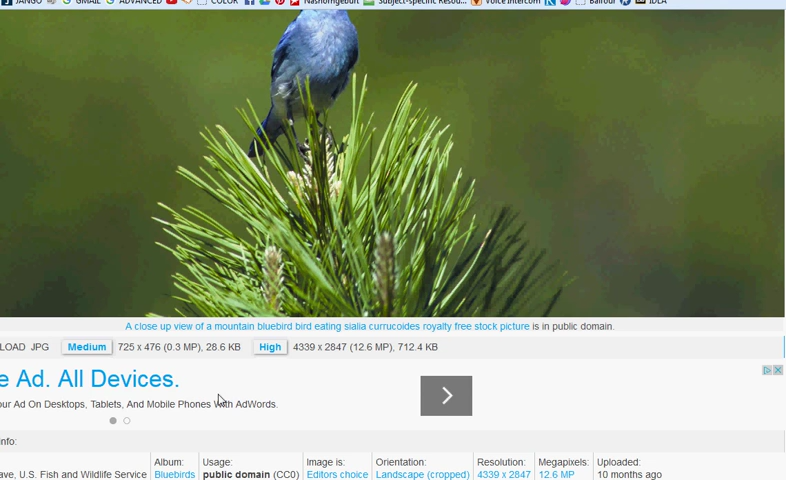 JANGO GMAIL ADVANCED COLOR Nashorngeburt Subject-specific Resou... Voice Intercom Balfour IDLA
A close up view of a mountain bluebird bird eating sialia currucoides royalty free stock picture is in public domain.
LOAD JPG Medium 725 x 476 (0.3 MP), 28.6 KB High 4339 x 2847 (12.6 MP), 712.4 KB
e Ad. All Devices.
our Ad On Desktops, Tablets, And Mobile Phones With AdWords.
nfo:
Album: Usage: Image is: Orientation: Resolution: Megapixels: Uploaded:
ave, U.S. Fish and Wildlife Service Bluebirds public domain (CC0) Editors choice Landscape (cropped) 4339 x 2847 12.6 MP 10 months ago